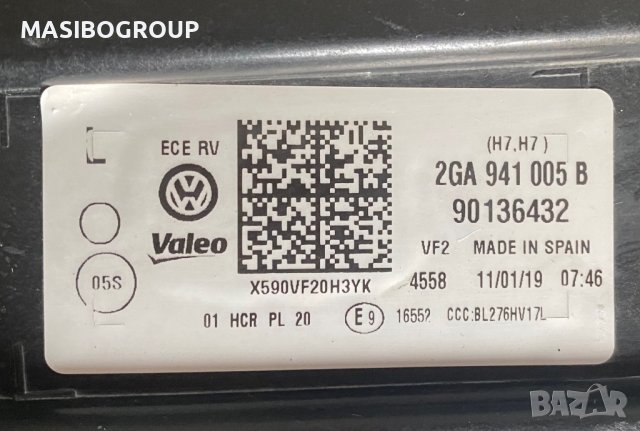 MASIBOGROUP
ECE RV
Valeo
05S
X590VF20H3YK
01 HCR PL 20
(H7,H7)
2GA 941 005 B
90136432
VF2 MADE IN SPAIN
4558 11/01/19 07:46
E9 16552 CCC:BL276HV17L
BAZAR